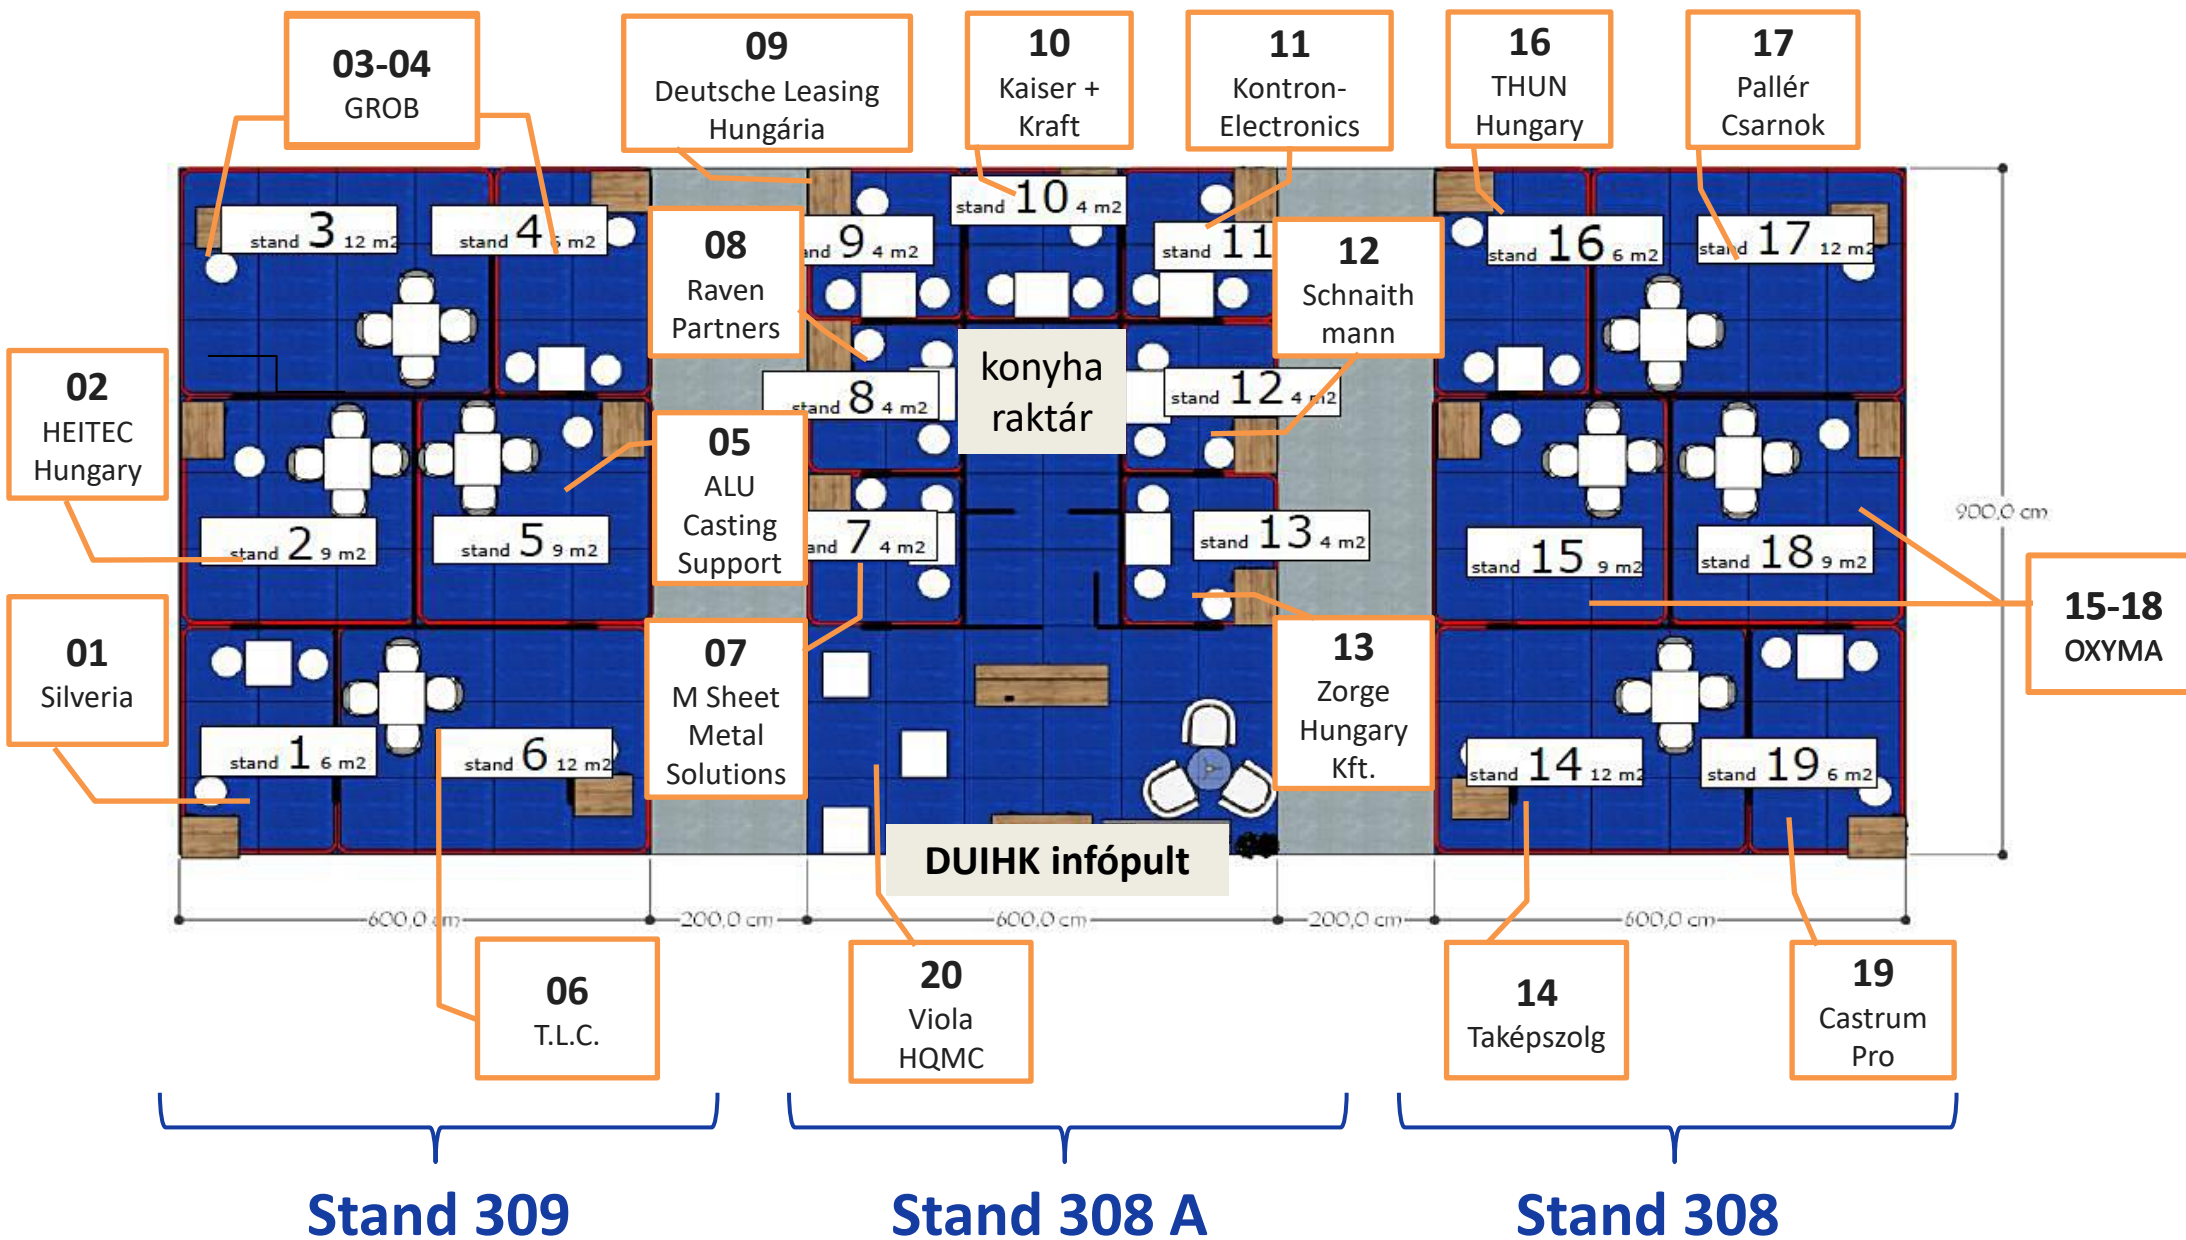 03-04
GROB
09
Deutsche Leasing
Hungária
10
Kaiser +
Kraft
11
Kontron-
Electronics
16
THUN
Hungary
17
Pallér
Csarnok
stand 3 12 m2
stand 4 m2
08
Raven
Partners
9 4 m2
stand 10 4 m2
stand 11
12
Schnaith
mann
stand 16 6 m2
stand 17 12 m2
02
HEITEC
Hungary
stand 8 4 m2
konyha
raktár
stand 12 4 m2
05
ALU
Casting
Support
stand 2 9 m2
stand 5 9 m2
7 4 m2
stand 13 4 m2
stand 15 9 m2
stand 18 9 m2
900,0 cm
15-18
OXYMA
01
Silveria
07
M Sheet
Metal
Solutions
13
Zorge
Hungary
Kft.
stand 1 6 m2
stand 6 12 m2
stand 14 12 m2
stand 19 6 m2
DUIHK infópult
600,0 cm
200,0 cm
600,0 cm
200,0 cm
600,0 cm
06
T.L.C.
20
Viola
HQMC
14
Taképszolg
19
Castrum
Pro
Stand 309
Stand 308 A
Stand 308